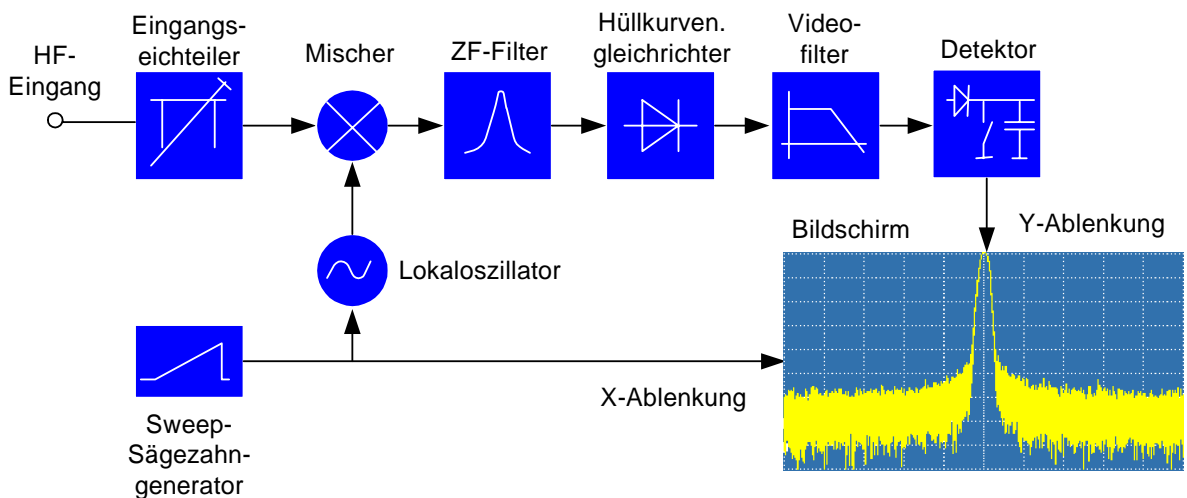 HF-
Eingang
Eingangs-
eichteiler
Mischer
ZF-Filter
Hüllkurven.
gleichrichter
Video-
filter
Detektor
Lokaloszillator
Bildschirm
Y-Ablenkung
X-Ablenkung
Sweep-
Sägezahn-
generator